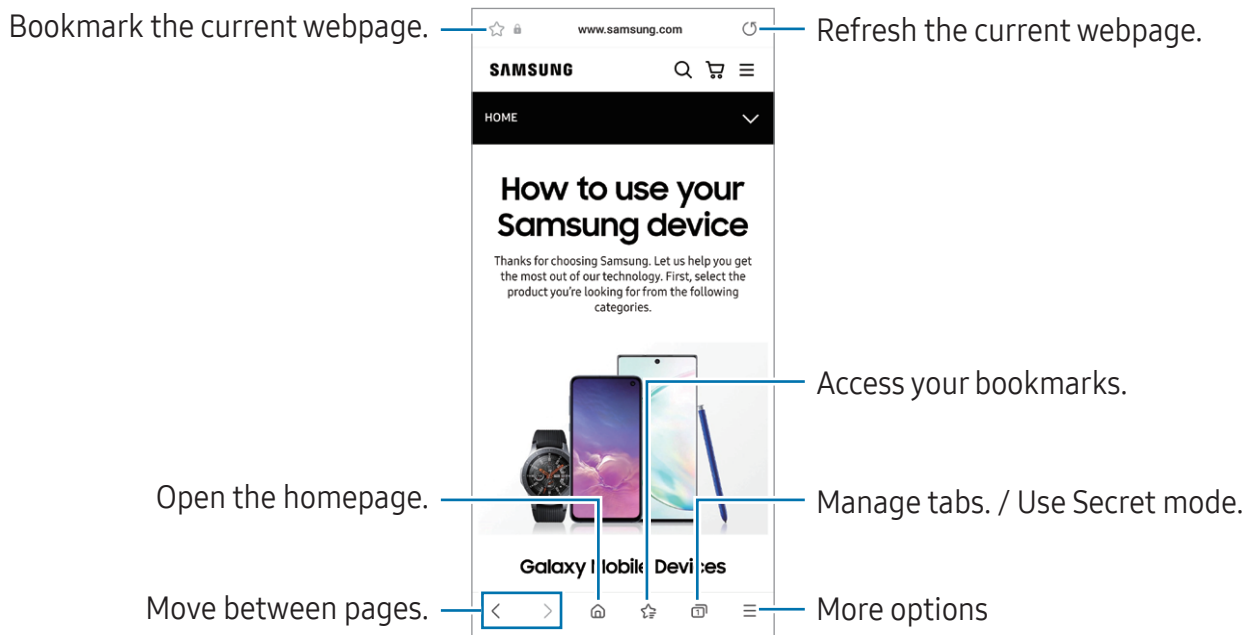 Bookmark the current webpage.
www.samsung.com
Refresh the current webpage.
SAMSUNG
HOME
How to use your
Samsung device
Thanks for choosing Samsung. Let us help you get
the most out of our technology. First, select the
product you're looking for from the following
categories.
Access your bookmarks.
Open the homepage.
Manage tabs. / Use Secret mode.
Galaxy Mobile Devices
Move between pages.
1
More options